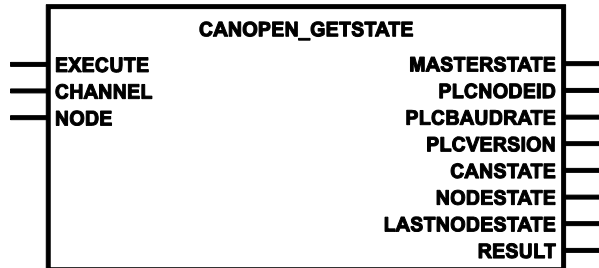 CANOPEN_GETSTATE
EXECUTE MASTERSTATE
CHANNEL PLCNODEID
NODE PLCBAUDRATE
PLCVERSION
CANSTATE
NODESTATE
LASTNODESTATE
RESULT